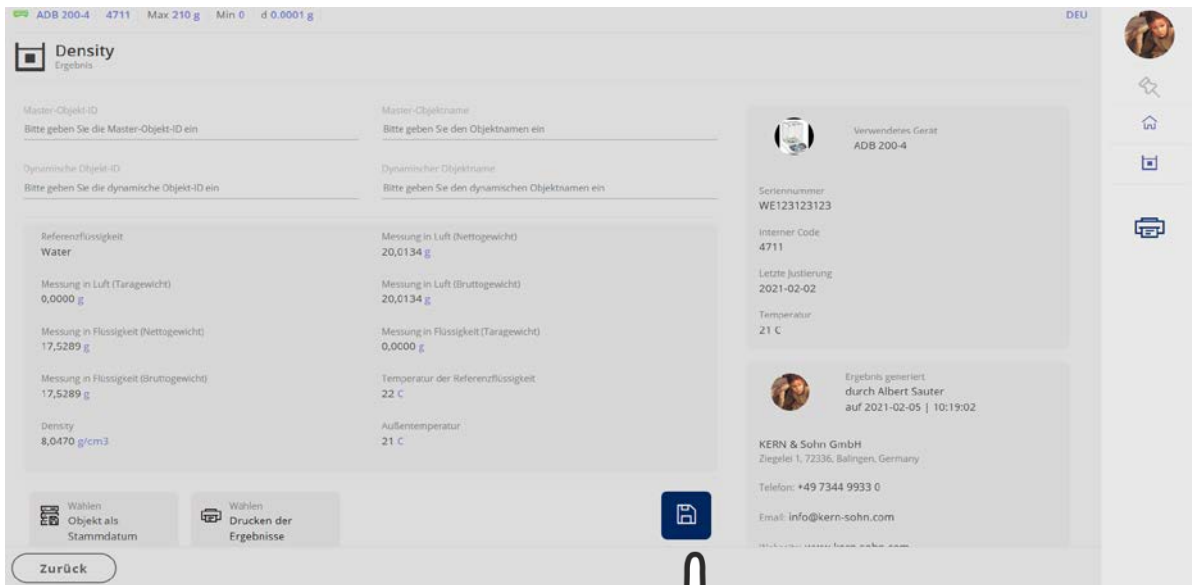 ADB 200-4 4711 Max 210 g Min 0 d 0.0001 g DEU
Density
Ergebnis
Master-Objekt-ID
Bitte geben Sie die Master-Objekt-ID ein
Master-Objektname
Bitte geben Sie den Objektnamen ein
Dynamische Objekt-ID
Bitte geben Sie die dynamische Objekt-ID ein
Dynamischer Objektname
Bitte geben Sie den dynamischen Objektnamen ein
Referenzflüssigkeit
Water
Messung in Luft (Nettogewicht)
20,0134 g
Messung in Luft (Taragewicht)
0,0000 g
Messung in Luft (Bruttogewicht)
20,0134 g
Messung in Flüssigkeit (Nettogewicht)
17,5289 g
Messung in Flüssigkeit (Taragewicht)
0,0000 g
Messung in Flüssigkeit (Bruttogewicht)
17,5289 g
Temperatur der Referenzflüssigkeit
22 C
Density
8,0470 g/cm3
Außentemperatur
21 C
Wählen
Objekt als
Stammdatum
Wählen
Drucken der
Ergebnisse
Zurück
Verwendetes Gerät
ADB 200-4
Seriennummer
WE123123123
Interner Code
4711
Letzte Justierung
2021-02-02
Temperatur
21 C
Ergebnis generiert
durch Albert Sauter
auf 2021-02-05 | 10:19:02
KERN & Sohn GmbH
Ziegelei 1, 72336, Balingen, Germany
Telefon: +49 7344 9933 0
Email: info@kern-sohn.com
www.kern-sohn.com